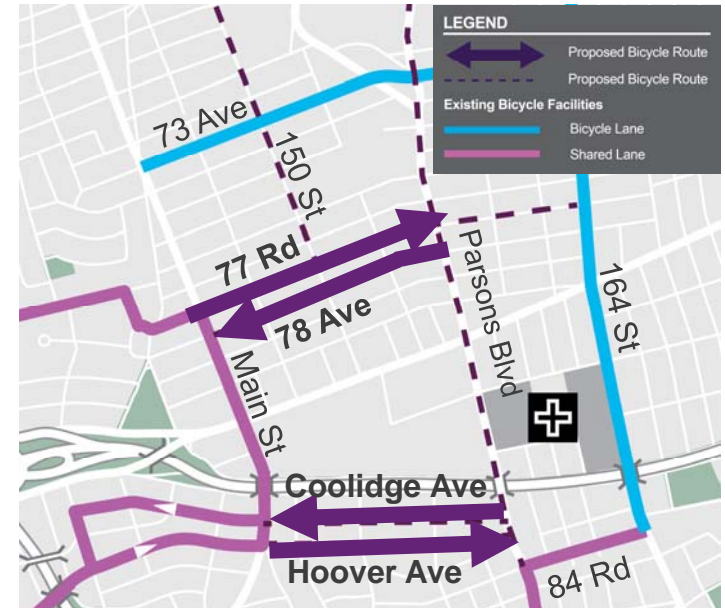 LEGEND
Proposed Bicycle Route
Proposed Bicycle Route
Existing Bicycle Facilities
Bicycle Lane
Shared Lane
73 Ave
150 St
77 Rd
78 Ave
Parsons Blvd
164 St
Main St
Coolidge Ave
Hoover Ave
84 Rd